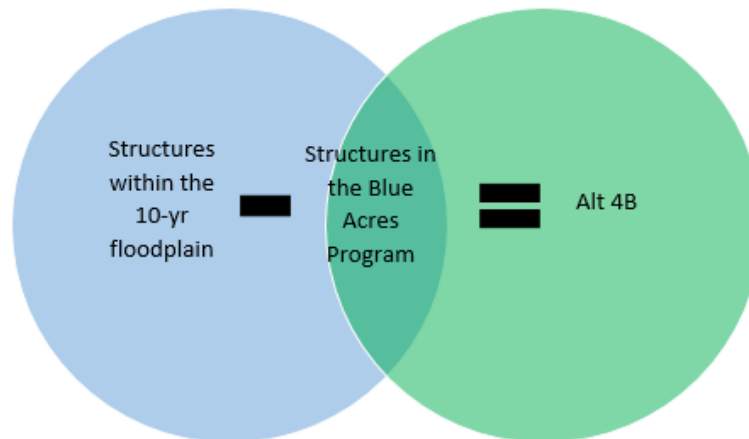 Structures
within the
10-yr
floodplain
Structures in
the Blue
Acres
Program
Alt 4B